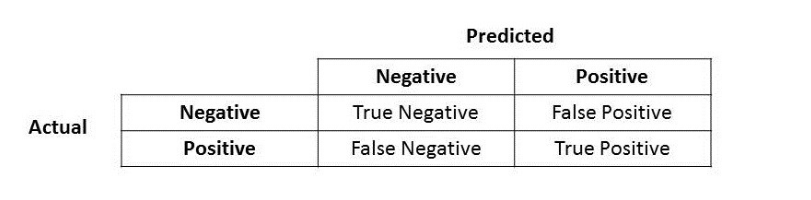 Predicted
Negative Positive
Actual
Negative True Negative False Positive
Positive False Negative True Positive